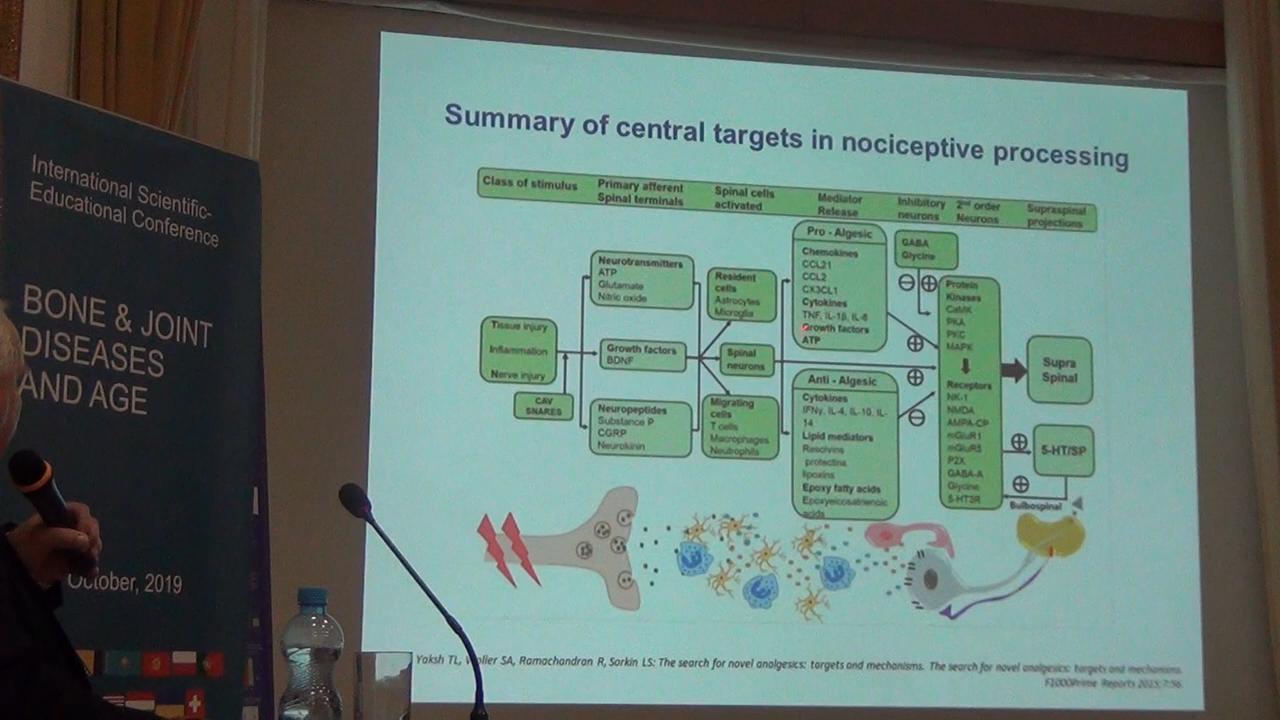 International Scientific-
Educational Conference
BONE & JOINT
DISEASES
AND AGE
October, 2019
Summary of central targets in nociceptive processing
Class of stimulus
Primary afferent
Spinal terminals
Spinal cells
activated
Mediator
Release
Inhibitory
neurons
2nd order
Neurons
Supraspinal
projections
Tissue injury
Inflammation
Nerve injury
CAV
SNARES
Neurotransmitters
ATP
Glutamate
Nitric oxide
Growth factors
BDNF
Neuropeptides
Substance P
CGRP
Neurokinin
Resident
cells
Astrocytes
Microglia
Spinal
neurons
Migrating
cells
T cells
Macrophages
Neutrophils
Pro - Algesic
Chemokines
CCL21
CCL2
CX3CL1
Cytokines
TNF, IL-1β, IL-6
Growth factors
ATP
Anti - Algesic
Cytokines
IFNγ, IL-4, IL-10, IL-
14
Lipid mediators
Resolvins
protectins
lipoxins
Epoxy fatty acids
Epoxyeicosatrienoic
acids
GABA
Glycine
Protein
Kinases
CaMK
PKA
PKC
MAPK
Receptors
NK-1
NMDA
AMPA-CP
mGluR1
mGluR5
P2X
GABA-A
Glycine
5-HT3R
Supra
Spinal
5-HT/SP
Bulbospinal
Yaksh TL, Woller SA, Ramachandran R, Sorkin LS: The search for novel analgesics: targets and mechanisms. The search for novel analgesics: targets and mechanisms.
F1000Prime Reports 2015;7:56